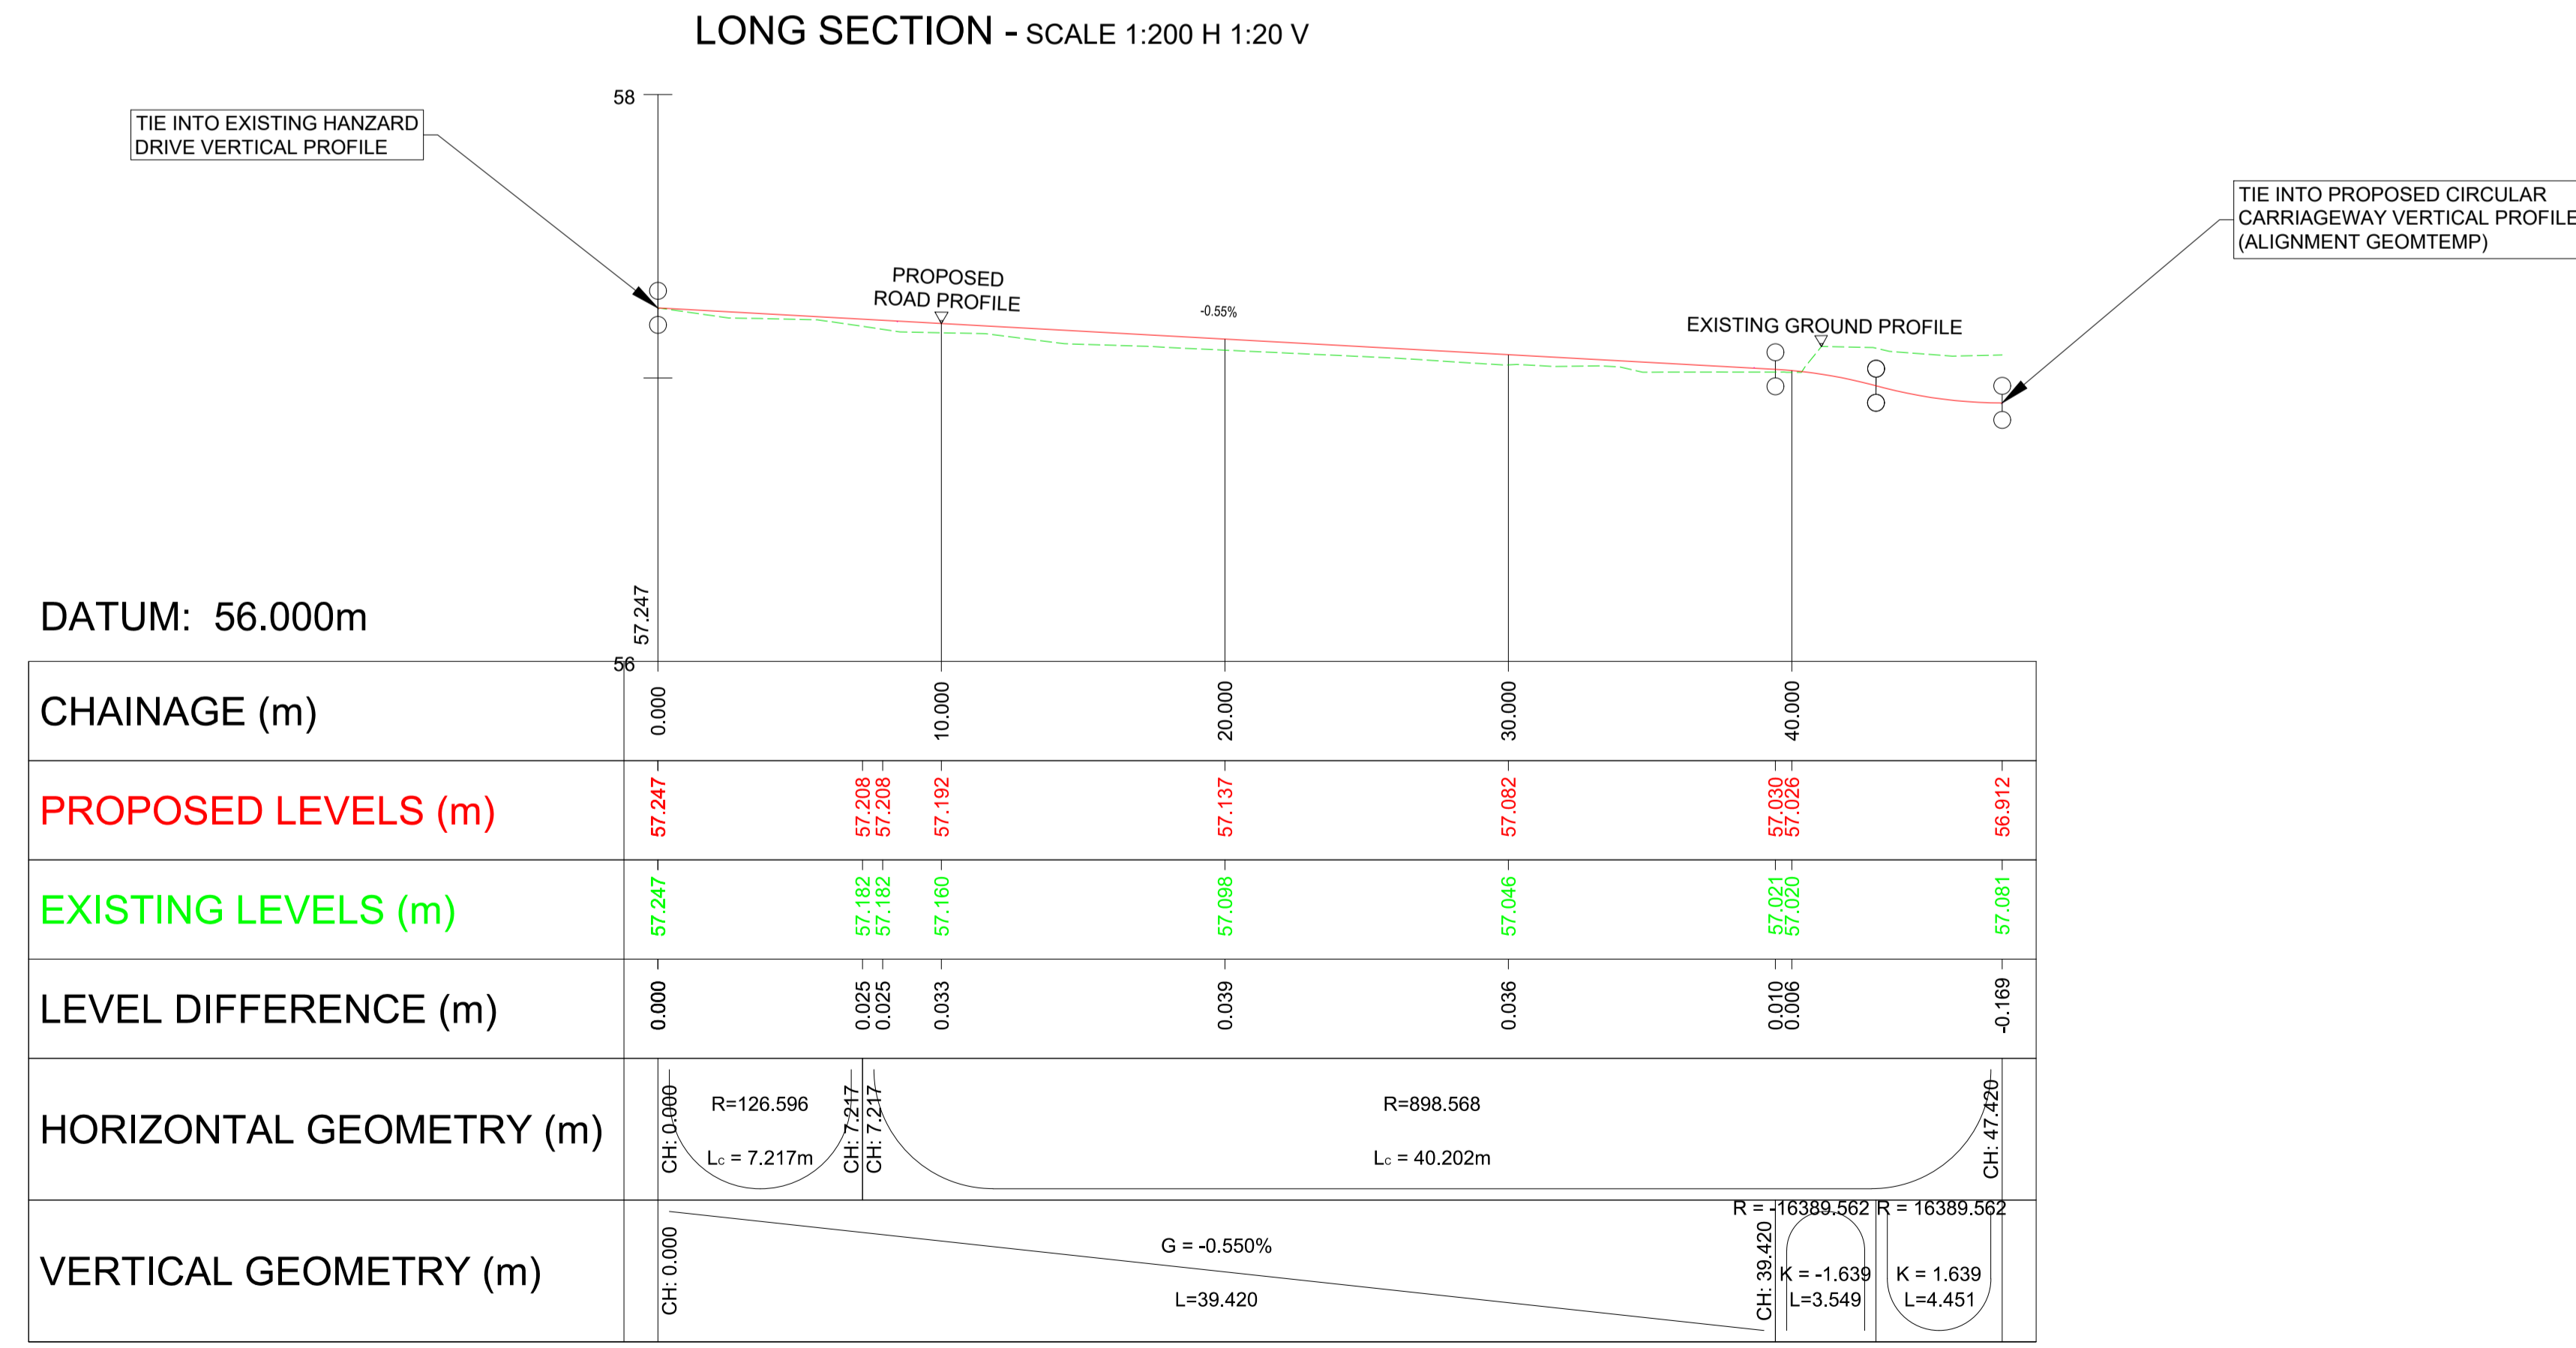 LONG SECTION - SCALE 1:200 H 1:20 V
58
TIE INTO EXISTING HANZARD
DRIVE VERTICAL PROFILE
TIE INTO PROPOSED CIRCULAR
CARRIAGEWAY VERTICAL PROFILE
(ALIGNMENT GEOMTEMP)
PROPOSED
ROAD PROFILE
-0.55%
EXISTING GROUND PROFILE
57.247
DATUM: 56.000m
56
CHAINAGE (m)
0.000
10.000
20.000
30.000
40.000
PROPOSED LEVELS (m)
57.247
57.208
57.208
57.192
57.137
57.082
57.030
57.026
56.912
EXISTING LEVELS (m)
57.247
57.182
57.182
57.160
57.098
57.046
57.021
57.020
57.081
LEVEL DIFFERENCE (m)
0.000
0.025
0.025
0.033
0.039
0.036
0.010
0.006
-0.169
HORIZONTAL GEOMETRY (m)
CH: 0.000
R=126.596
Lc = 7.217m
CH: 7.217
CH: 7.217
R=898.568
Lc = 40.202m
CH: 47.420
VERTICAL GEOMETRY (m)
CH: 0.000
G = -0.550%
L=39.420
CH: 39.420
R = -16389.562
K = -1.639
L=3.549
R = 16389.562
K = 1.639
L=4.451